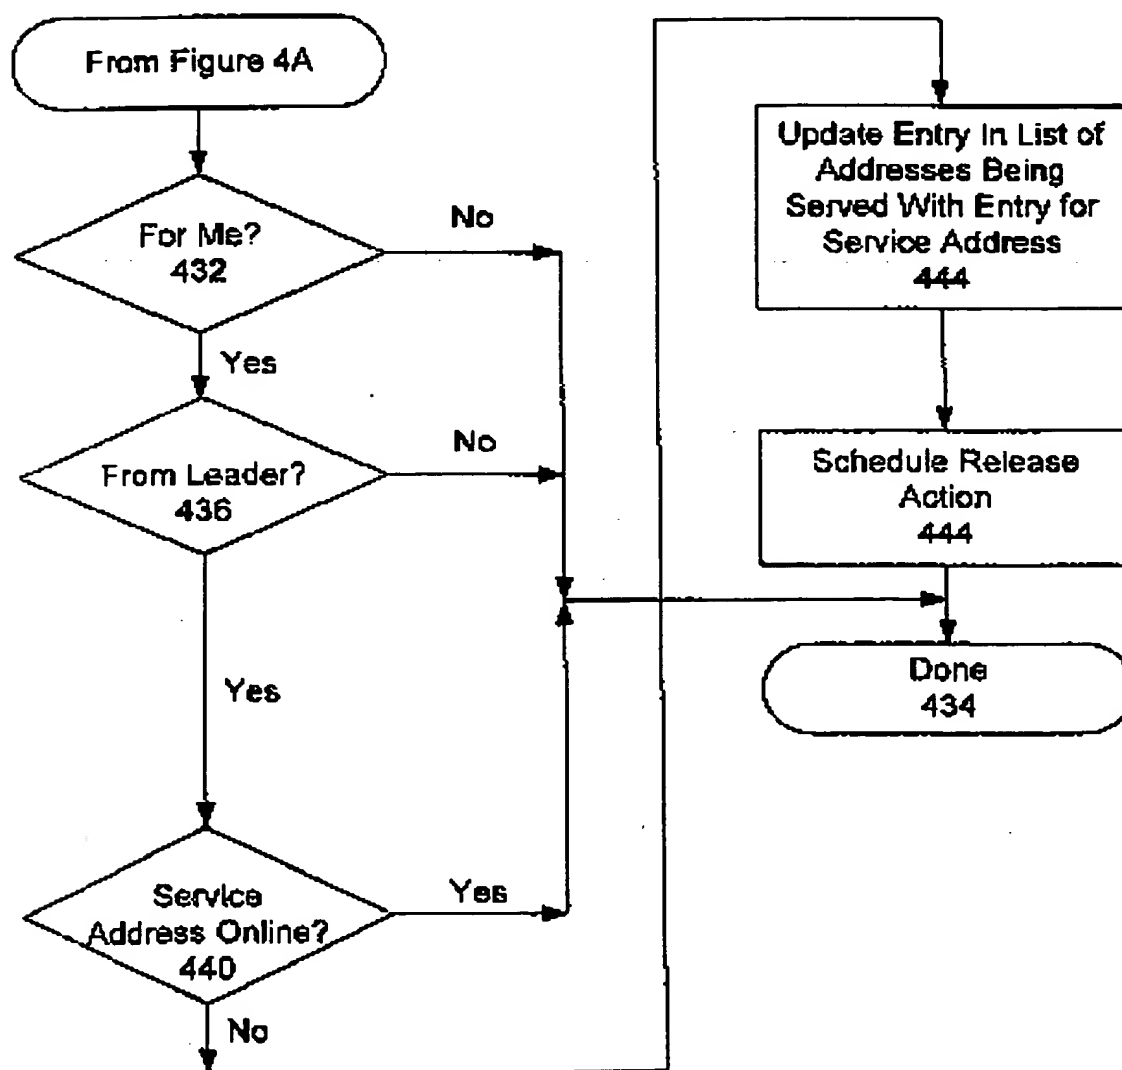 From Figure 4A
For Me?
432
No
Yes
From Leader?
436
No
Yes
Service
Address Online?
440
Yes
No
Update Entry In List of
Addresses Being
Served With Entry for
Service Address
444
Schedule Release
Action
444
Done
434